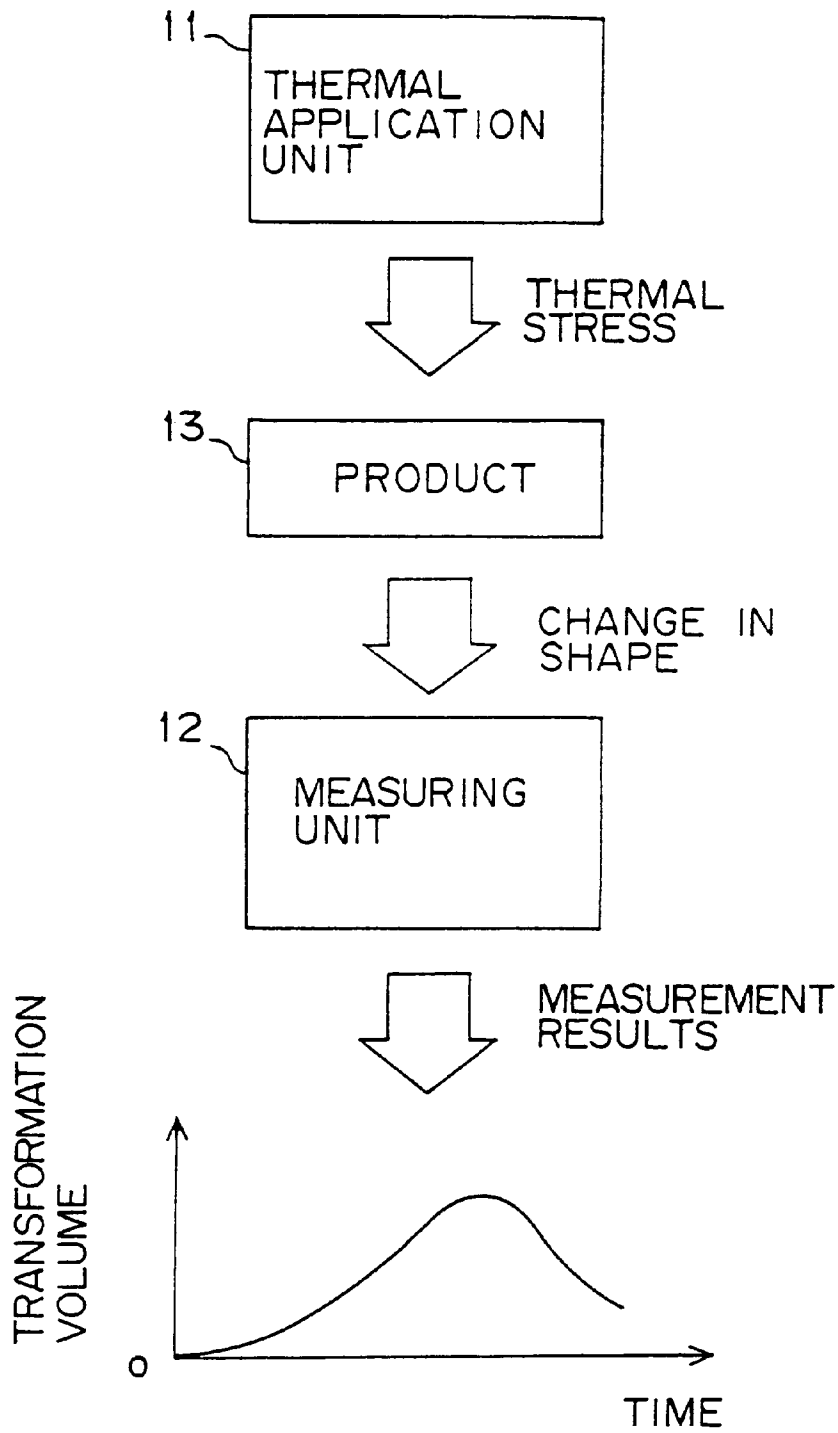 11
THERMAL
APPLICATION
UNIT
THERMAL
STRESS
13
PRODUCT
CHANGE IN
SHAPE
12
MEASURING
UNIT
MEASUREMENT
RESULTS
TRANSFORMATION
VOLUME
0
TIME